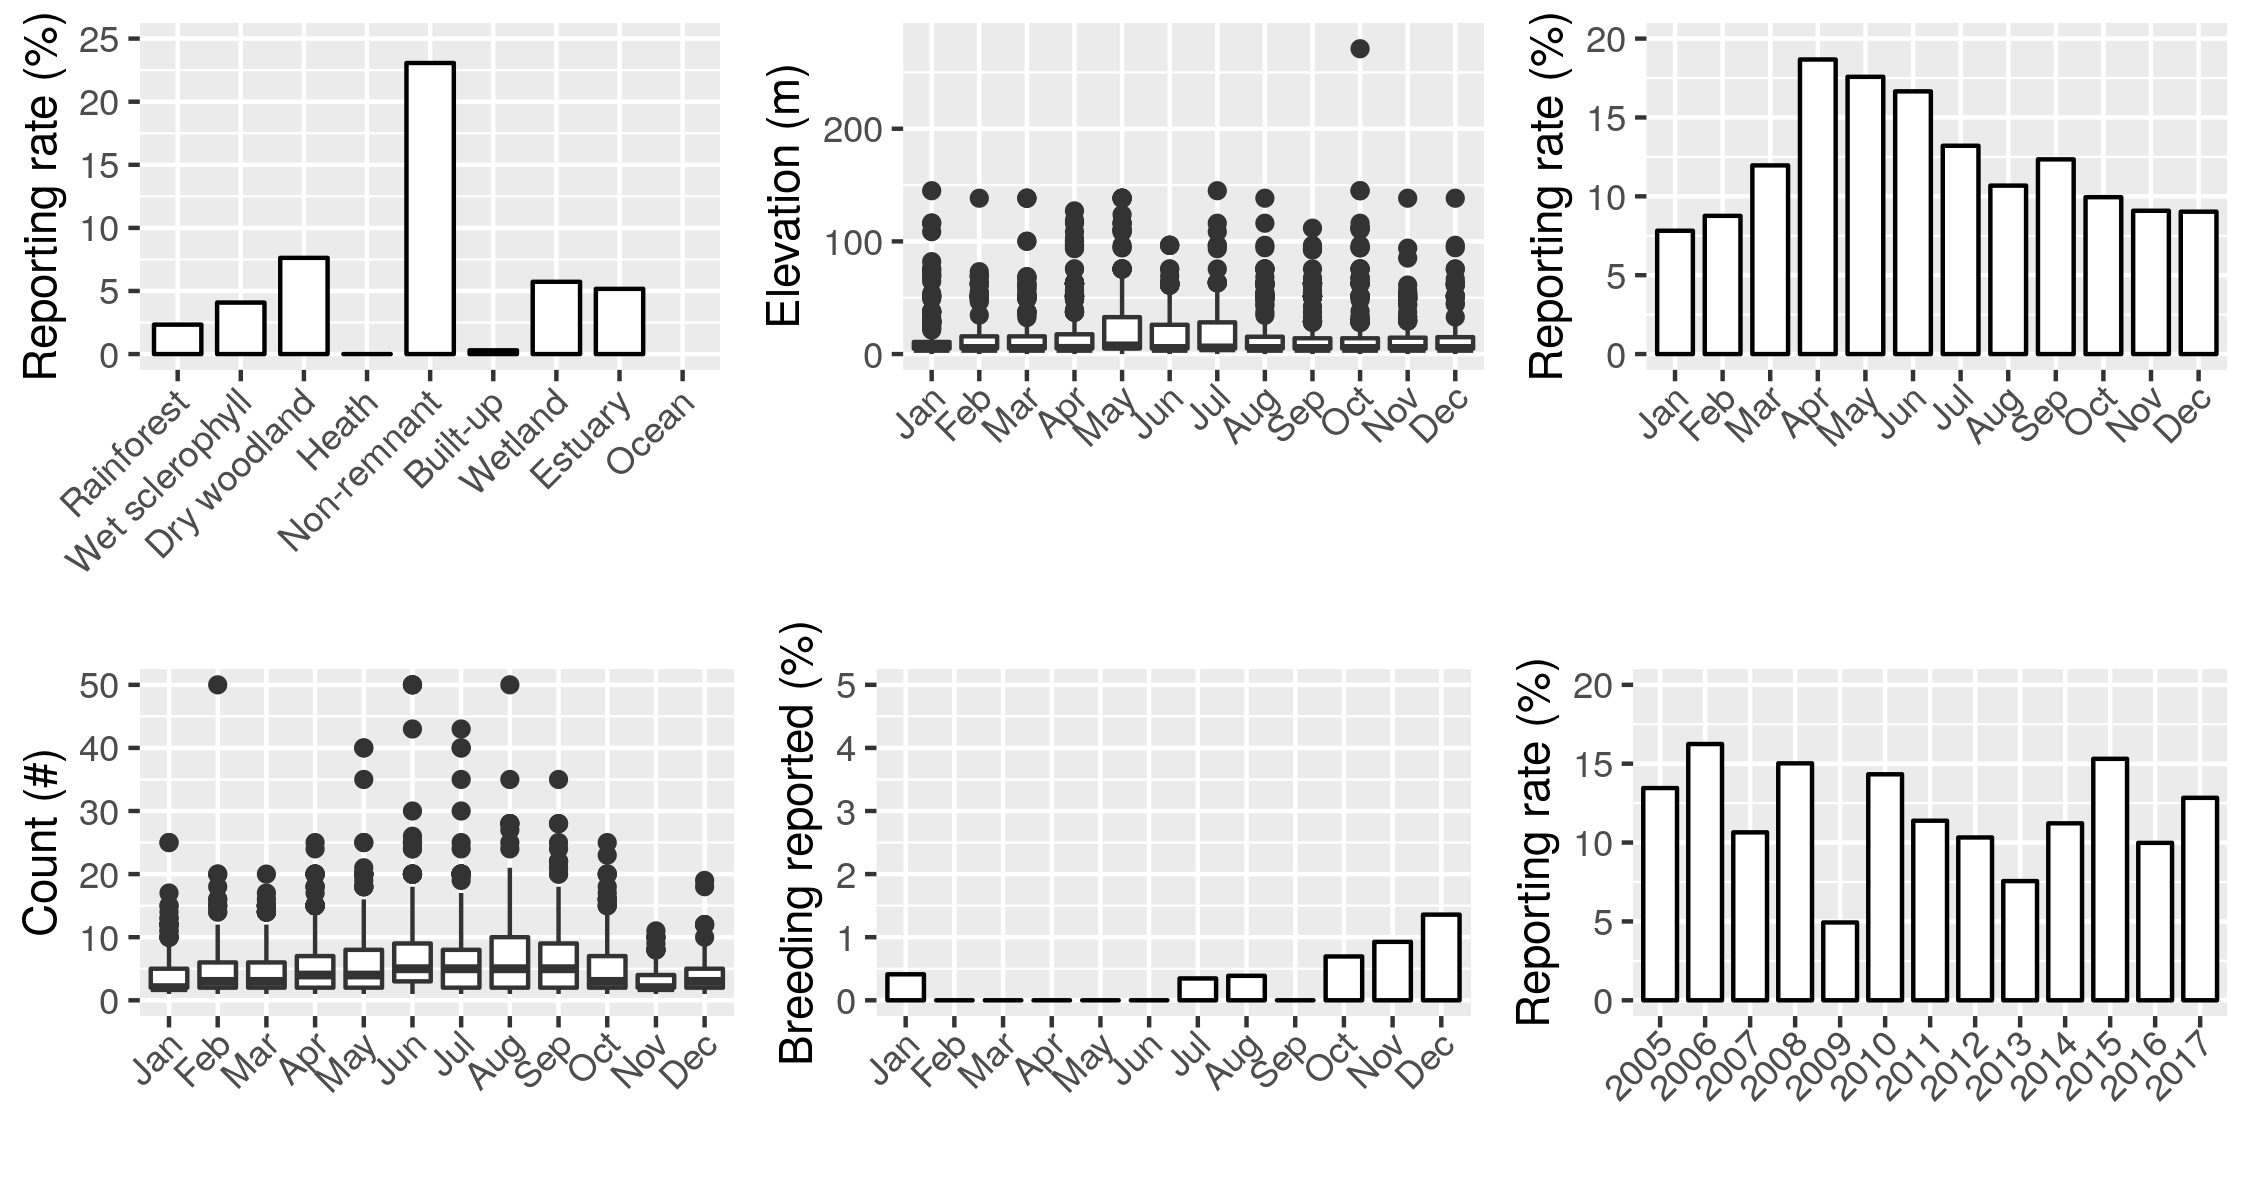 Reporting rate (%)
25
20
15
10
5
0
Rainforest
Wet sclerophyll
Dry woodland
Heath
Non-remnant
Built-up
Wetland
Estuary
Ocean
Elevation (m)
200
100
0
Jan
Feb
Mar
Apr
May
Jun
Jul
Aug
Sep
Oct
Nov
Dec
Reporting rate (%)
20
15
10
5
0
Jan
Feb
Mar
Apr
May
Jun
Jul
Aug
Sep
Oct
Nov
Dec
Count (#)
50
40
30
20
10
0
Jan
Feb
Mar
Apr
May
Jun
Jul
Aug
Sep
Oct
Nov
Dec
Breeding reported (%)
5
4
3
2
1
0
Jan
Feb
Mar
Apr
May
Jun
Jul
Aug
Sep
Oct
Nov
Dec
Reporting rate (%)
20
15
10
5
0
2005
2006
2007
2008
2009
2010
2011
2012
2013
2014
2015
2016
2017